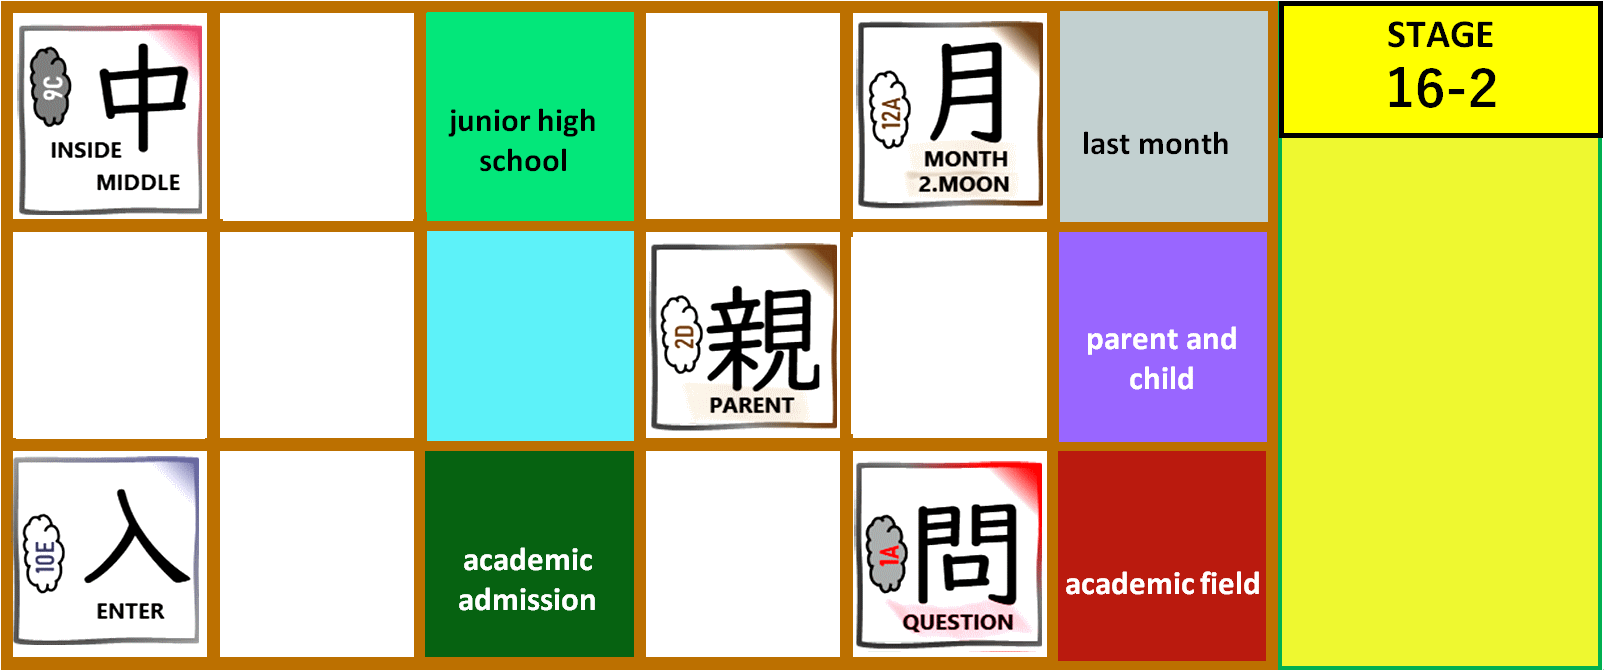 9C
中
INSIDE
MIDDLE
junior high
school
12A
月
MONTH
2.MOON
last month
STAGE
16-2
2D
親
PARENT
parent and
child
10E
入
ENTER
academic
admission
1A
問
QUESTION
academic field